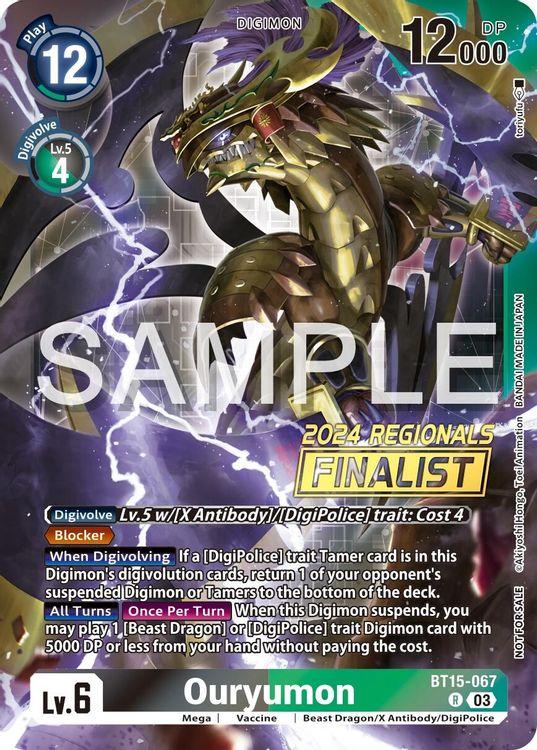 DIGIMON
Play
12
DP
12000
Digivolve
Lv.5
4
toriyufu
SAMPLE
2024 REGIONALS
FINALIST
Digivolve Lv.5 w/[X Antibody]/[DigiPolice] trait: Cost 4
Blocker
When Digivolving If a [DigiPolice] trait Tamer card is in this
Digimon's digivolution cards, return 1 of your opponent's
suspended Digimon or Tamers to the bottom of the deck.
All Turns Once Per Turn When this Digimon suspends, you
may play 1 [Beast Dragon] or [DigiPolice] trait Digimon card with
5000 DP or less from your hand without paying the cost.
NOT FOR SALE ©Akiyoshi Hongo, Toei Animation BANDAI MADE IN JAPAN
Lv.6
Ouryumon
BT15-067
R 03
Mega | Vaccine | Beast Dragon/X Antibody/DigiPolice